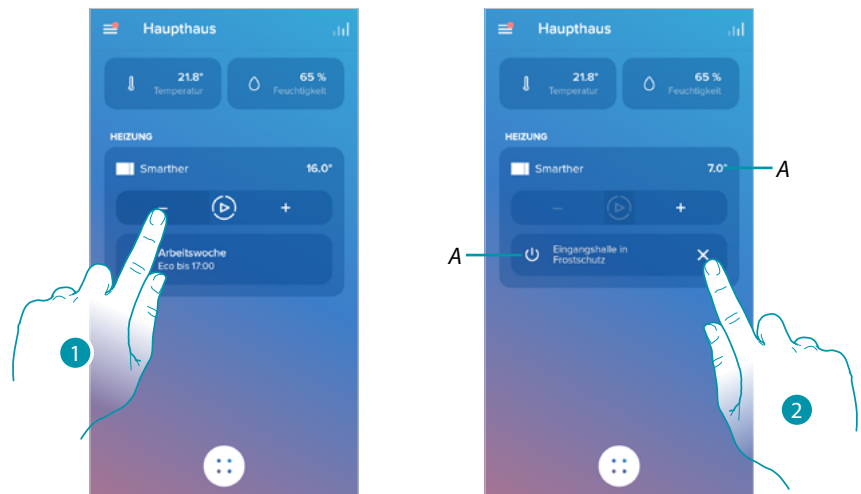 Haupthaus
21.8°
Temperatur
65 %
Feuchtigkeit
HEIZUNG
Smarther
16.0°
– +
Arbeitswoche
Eco bis 17:00
1
Haupthaus
21.8°
Temperatur
65 %
Feuchtigkeit
HEIZUNG
Smarther
7.0°
A
– +
A
Eingangshalle in
Frostschutz
2